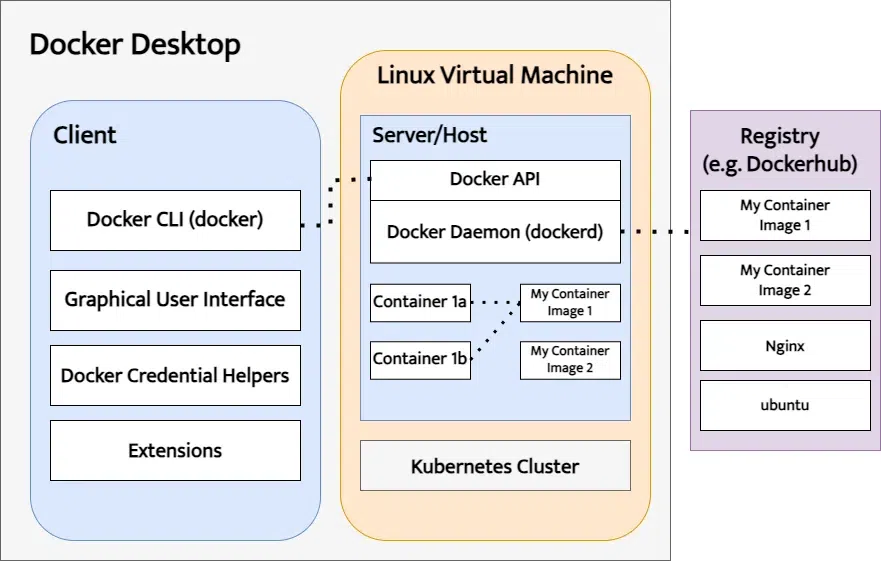 Docker Desktop
Client
Docker CLI (docker)
Graphical User Interface
Docker Credential Helpers
Extensions
Linux Virtual Machine
Server/Host
Docker API
Docker Daemon (dockerd)
Container 1a
My Container
Image 1
Container 1b
My Container
Image 2
Kubernetes Cluster
Registry
(e.g. Dockerhub)
My Container
Image 1
My Container
Image 2
Nginx
ubuntu